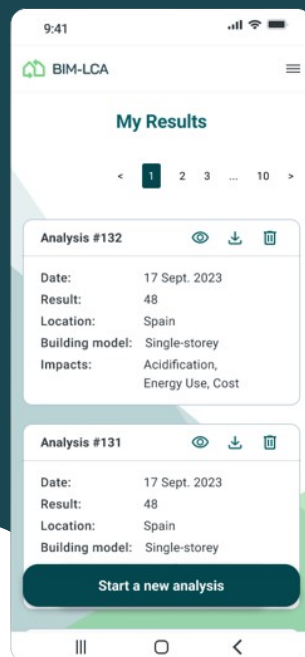 9:41
BIM-LCA
My Results
< 1 2 3 ... 10 >
Analysis #132
Date: 17 Sept. 2023
Result: 48
Location: Spain
Building model: Single-storey
Impacts: Acidification,
Energy Use, Cost
Analysis #131
Date: 17 Sept. 2023
Result: 48
Location: Spain
Building model: Single-storey
Start a new analysis